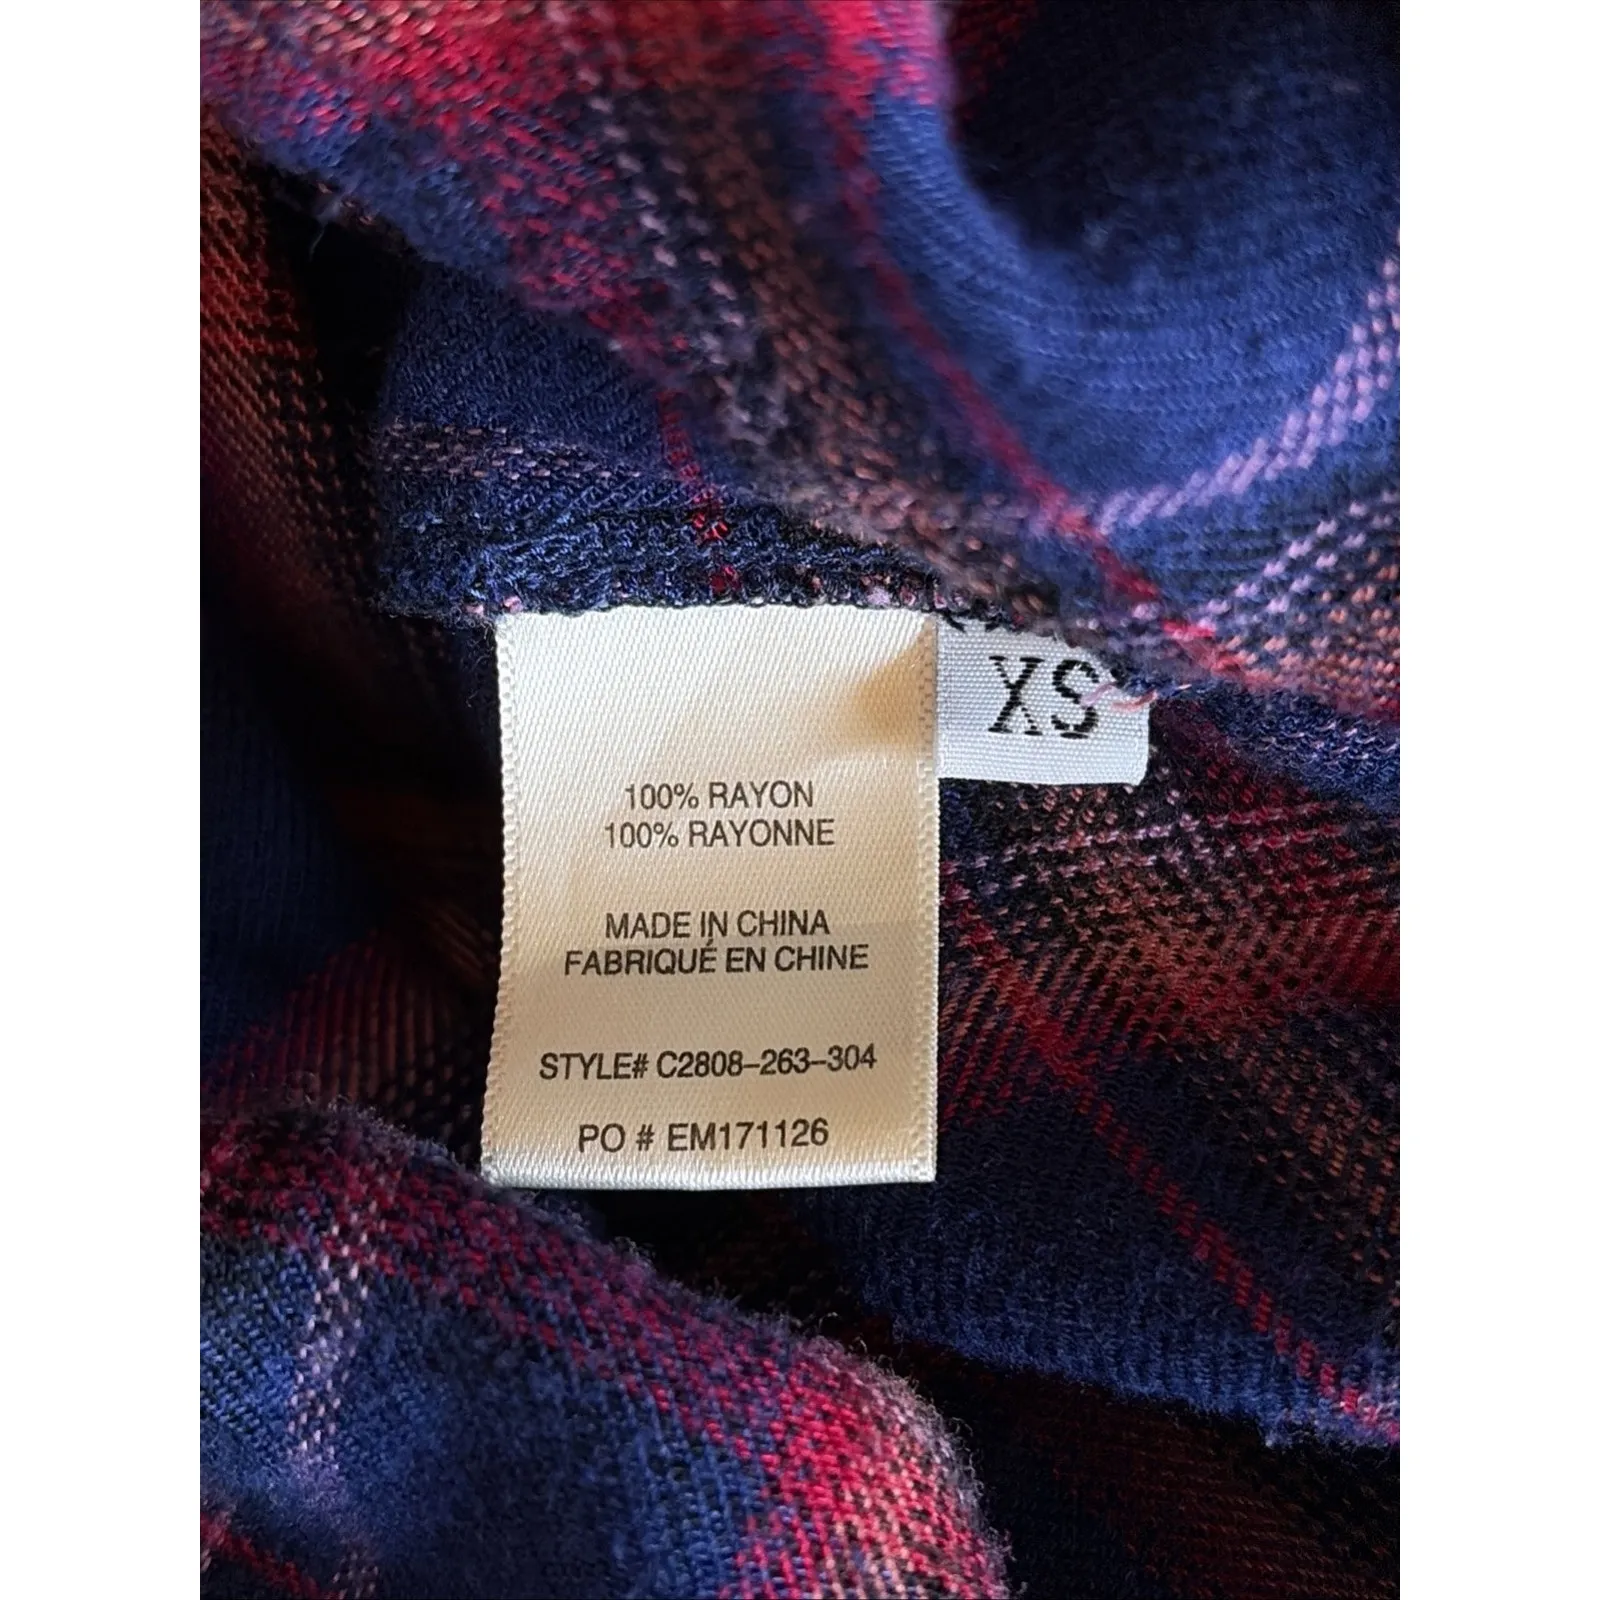 XS
100% RAYON
100% RAYONNE
MADE IN CHINA
FABRIQUÉ EN CHINE
STYLE# C2808-263-304
PO # EM171126